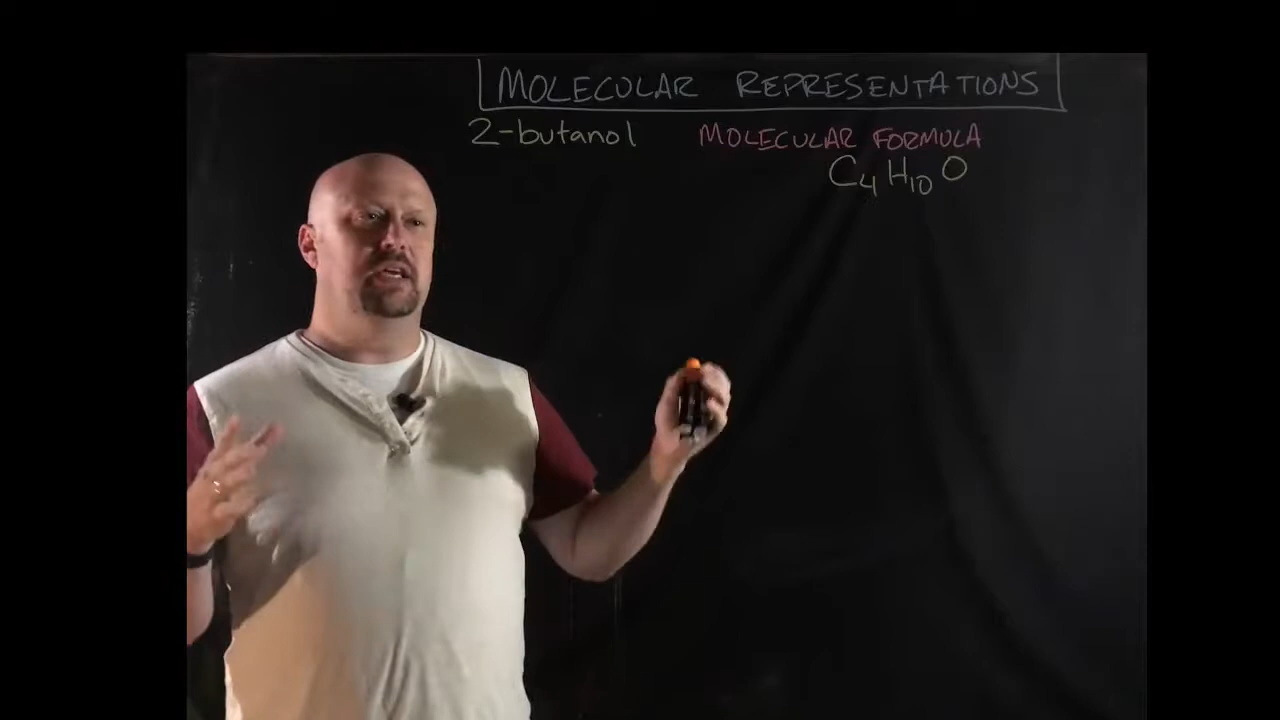 MOLECULAR REPRESENTATIONS
2-butanol MOLECULAR FORMULA
C₄H₁₀O